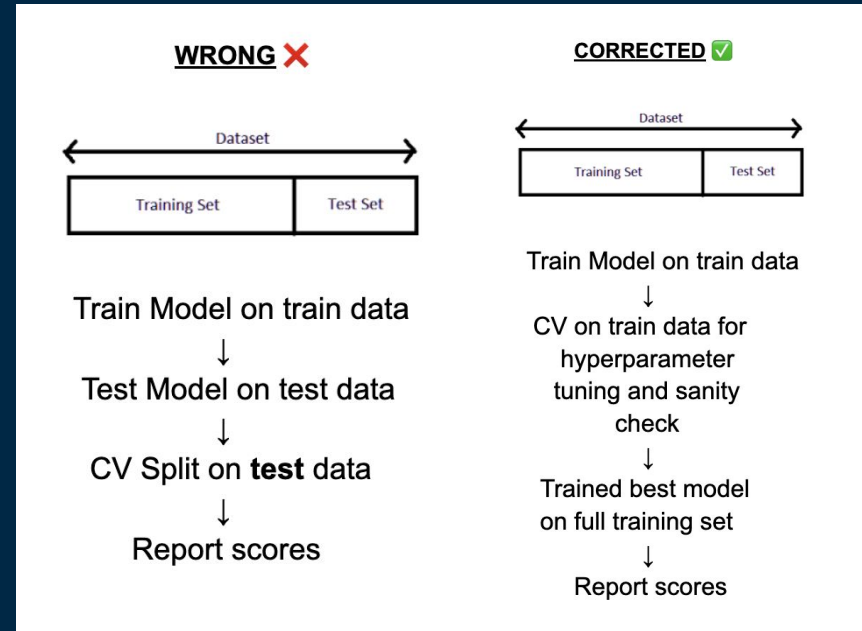 WRONG ❌
Dataset
Training Set
Test Set
Train Model on train data
↓
Test Model on test data
↓
CV Split on test data
↓
Report scores
CORRECTED ✅
Dataset
Training Set
Test Set
Train Model on train data
↓
CV on train data for
hyperparameter
tuning and sanity
check
↓
Trained best model
on full training set
↓
Report scores